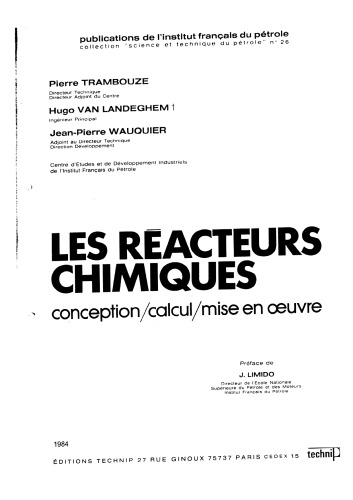 publications de l'institut français du pétrole
collection "science et technique du pétrole" n° 26
Pierre TRAMBOUZE
Directeur Technique
Directeur Adjoint du Centre
Hugo VAN LANDEGHEM †
Ingénieur Principal
Jean-Pierre WAUQUIER
Adjoint au Directeur Technique
Direction Développement
Centre d'Etudes et de Développement Industriels
de l'Institut Français du Pétrole
LES RÉACTEURS
CHIMIQUES
conception/calcul/mise en œuvre
Préface de
J. LIMIDO
Directeur de l'École Nationale
Supérieure du Pétrole et des Moteurs
Institut Français du Pétrole
1984
ÉDITIONS TECHNIP 27 RUE GINOUX 75737 PARIS CEDEX 15
technip